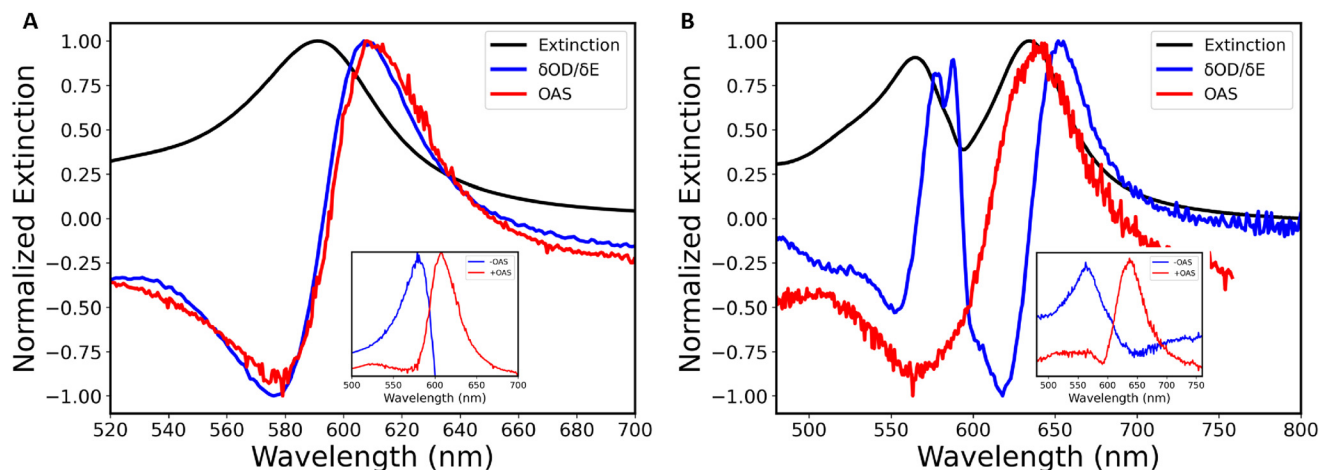 A
Normalized Extinction
1.00
0.75
0.50
0.25
0.00
−0.25
−0.50
−0.75
−1.00
Extinction
δOD/δE
OAS
-OAS
+OAS
500 550 600 650 700
Wavelength (nm)
520 540 560 580 600 620 640 660 680 700
Wavelength (nm)
B
Normalized Extinction
1.00
0.75
0.50
0.25
0.00
−0.25
−0.50
−0.75
−1.00
Extinction
δOD/δE
OAS
-OAS
+OAS
500 550 600 650 700 750
Wavelength (nm)
500 550 600 650 700 750 800
Wavelength (nm)